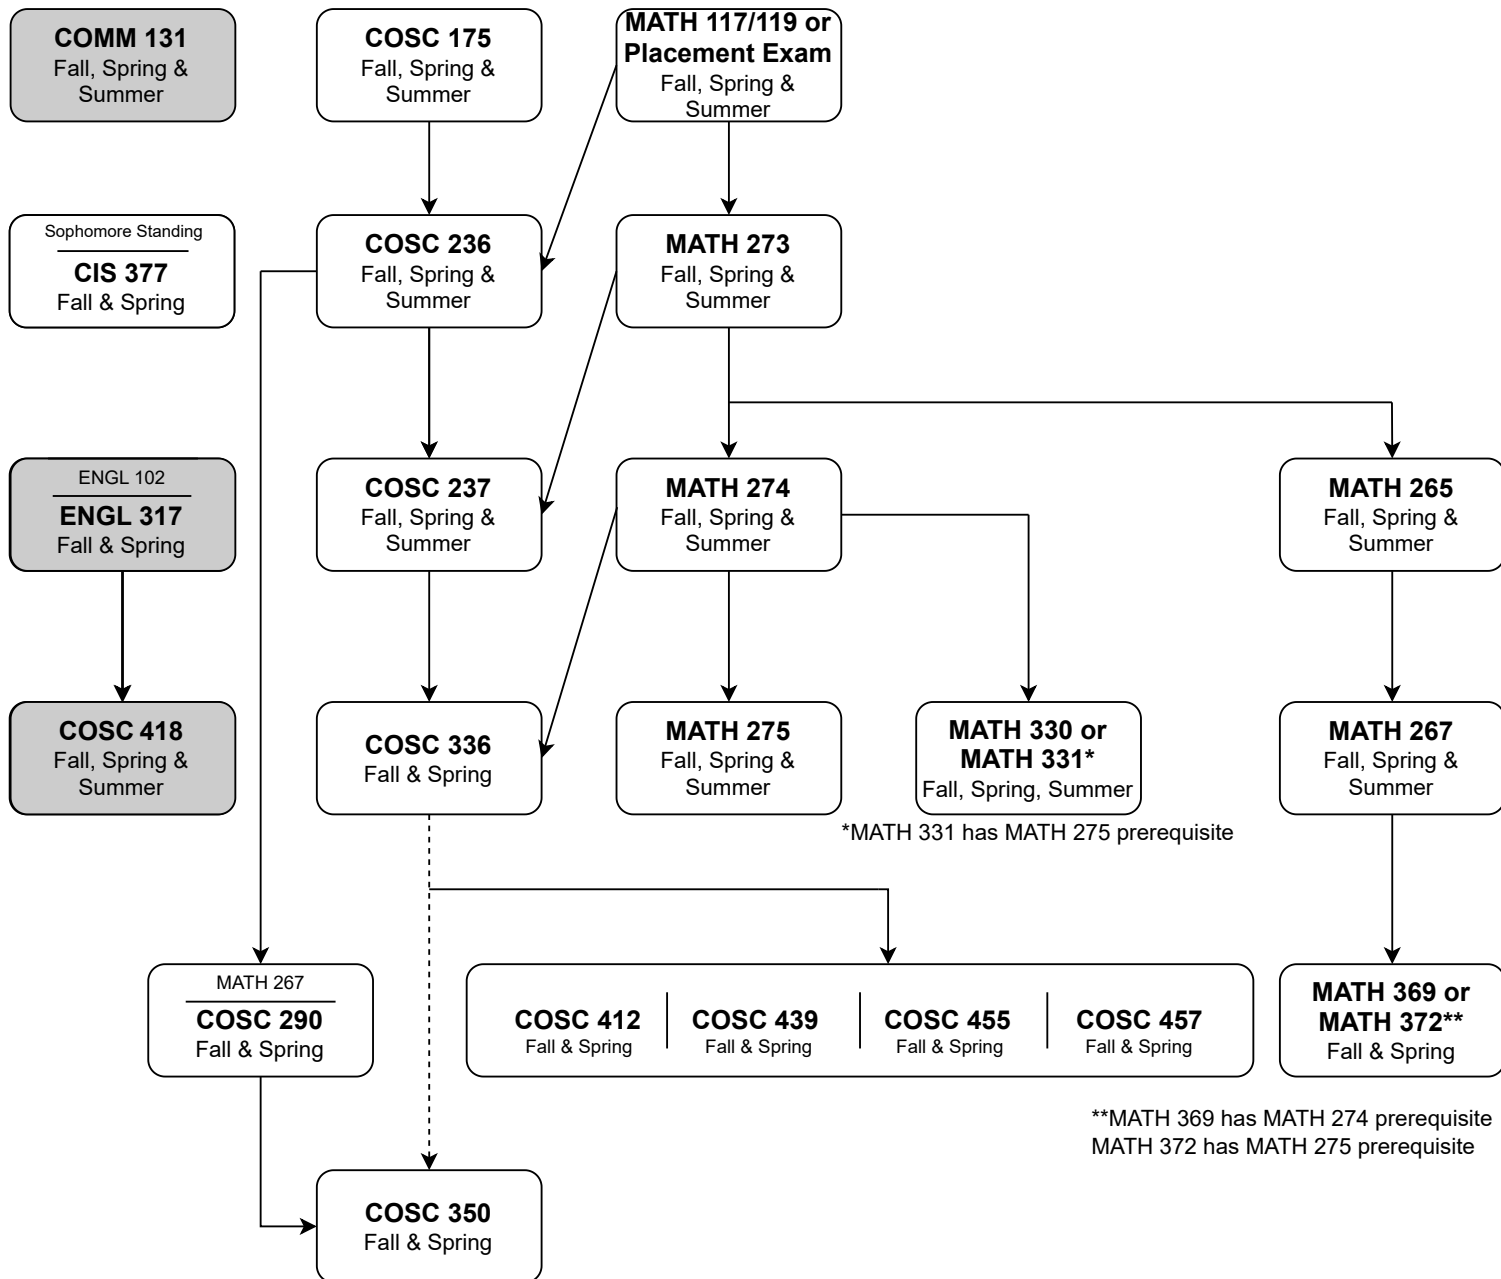 COMM 131
Fall, Spring &
Summer
COSC 175
Fall, Spring &
Summer
MATH 117/119 or
Placement Exam
Fall, Spring &
Summer
Sophomore Standing
CIS 377
Fall & Spring
COSC 236
Fall, Spring &
Summer
MATH 273
Fall, Spring &
Summer
ENGL 102
ENGL 317
Fall & Spring
COSC 237
Fall, Spring &
Summer
MATH 274
Fall, Spring &
Summer
MATH 265
Fall, Spring &
Summer
COSC 418
Fall, Spring &
Summer
COSC 336
Fall & Spring
MATH 275
Fall, Spring &
Summer
MATH 330 or
MATH 331*
Fall, Spring, Summer
*MATH 331 has MATH 275 prerequisite
MATH 267
Fall, Spring &
Summer
MATH 267
COSC 290
Fall & Spring
COSC 412
Fall & Spring
COSC 439
Fall & Spring
COSC 455
Fall & Spring
COSC 457
Fall & Spring
MATH 369 or
MATH 372**
Fall & Spring
**MATH 369 has MATH 274 prerequisite
MATH 372 has MATH 275 prerequisite
COSC 350
Fall & Spring